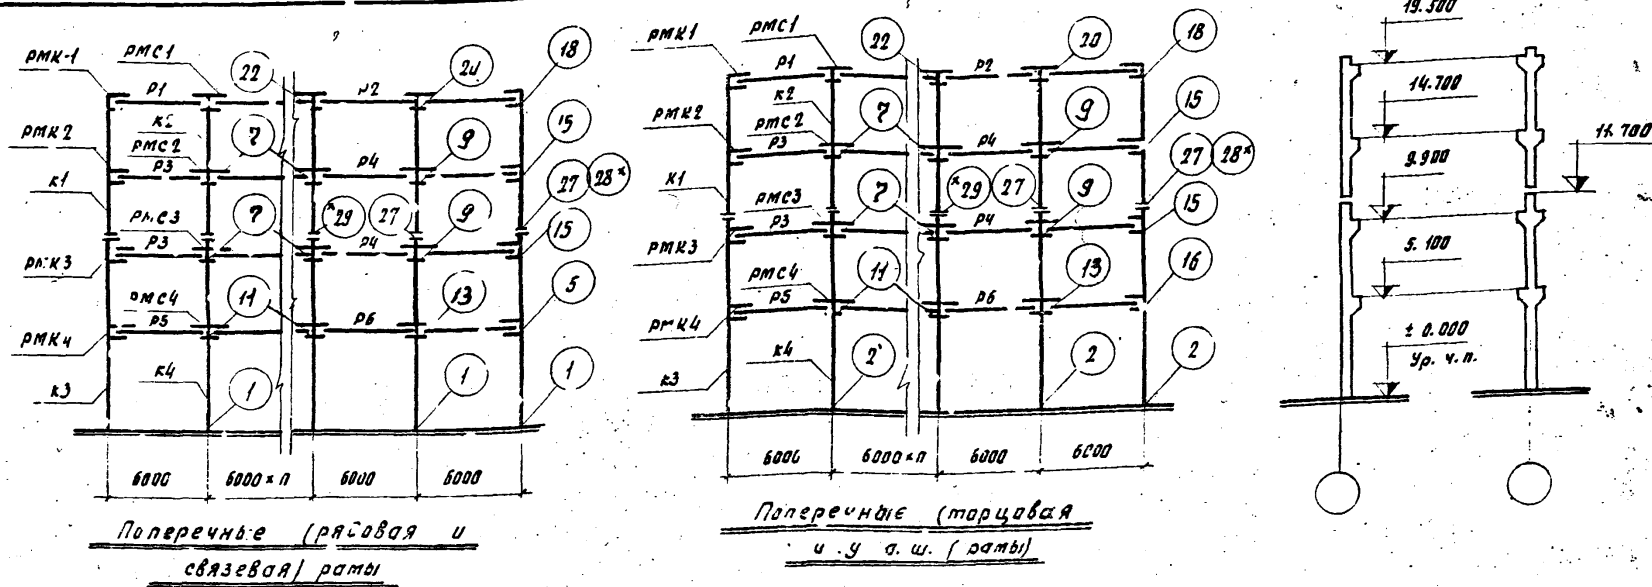 РМК-1
РМС1
22
20
18
Р1
К2
РМК2
РМС2
7
9
15
Р3
Р4
К1
27
28*
РМС3
7
*29
27
9
15
Р3
Р4
РМК3
РМС4
11
13
5
Р5
Р6
РМК4
К4
К3
1
1
1
6000
6000×п
6000
6000
Поперечные (рядовая и
связевая) рамы
РМК1
РМС1
22
20
18
Р1
Р2
К2
РМК2
РМС2
7
9
15
Р3
Р4
27
28*
К1
РМС3
7
*29
27
9
15
Р3
Р4
РМК3
РМС4
11
13
16
Р5
Р6
РМК4
К4
2
2
2
К3
6000
6000×п
6000
6000
Поперечные (торцовая
и у а.ш. (рамы)
19.500
14.700
11.700
9.900
5.100
± 0.000
Ур. ч.п.